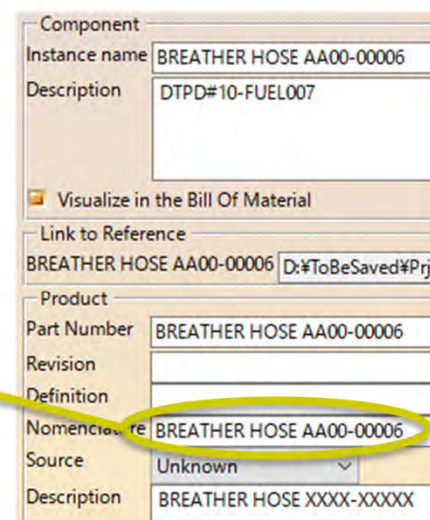 Component
Instance name BREATHER HOSE AA00-00006
Description DTPD#10-FUEL007
Visualize in the Bill Of Material
Link to Reference
BREATHER HOSE AA00-00006 D:¥ToBeSaved¥Prj
Product
Part Number BREATHER HOSE AA00-00006
Revision
Definition
Nomenclature BREATHER HOSE AA00-00006
Source Unknown
Description BREATHER HOSE XXXX-XXXXX